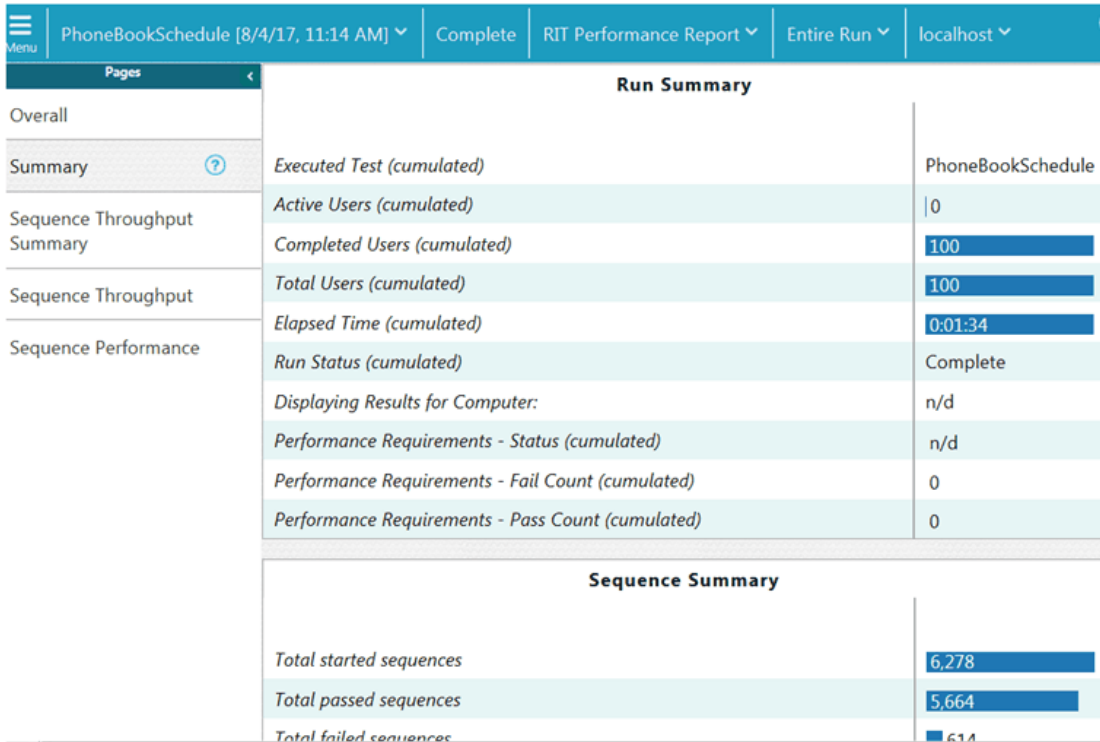 Menu
PhoneBookSchedule [8/4/17, 11:14 AM]
Complete
RIT Performance Report
Entire Run
localhost
Pages
Overall
Summary ?
Sequence Throughput
Summary
Sequence Throughput
Sequence Performance
Run Summary
Executed Test (cumulated) PhoneBookSchedule
Active Users (cumulated) 0
Completed Users (cumulated) 100
Total Users (cumulated) 100
Elapsed Time (cumulated) 0:01:34
Run Status (cumulated) Complete
Displaying Results for Computer: n/d
Performance Requirements - Status (cumulated) n/d
Performance Requirements - Fail Count (cumulated) 0
Performance Requirements - Pass Count (cumulated) 0
Sequence Summary
Total started sequences 6,278
Total passed sequences 5,664
Total failed sequences 614